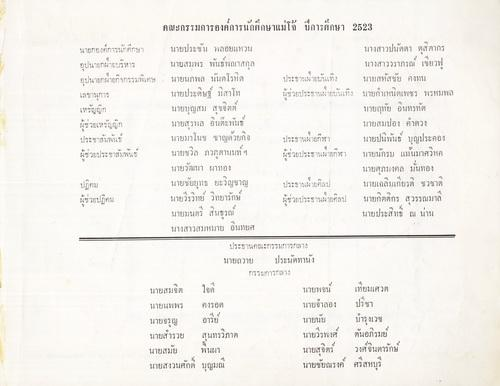 คณะกรรมการองค์การนักศึกษาแม่โจ้ ปีการศึกษา 2523
นายกองค์การนักศึกษา นายประชัน พลอยแหวน นางสาวปนัดดา ดุสิตากร
อุปนายกฝ่ายบริหาร นายสมพร พันธ์พณาสกุล นางสาววราภรณ์ เขียวฟู
อุปนายกฝ่ายกิจกรรมพิเศษ นายนภพล นันตโรหิต ประธานฝ่ายบันเทิง นายสหัสชัย คงทน
เลขานุการ นายประดิษฐ์ ทิสาโท ผู้ช่วยประธานฝ่ายบันเทิง นายกำเหนิดเพชร พรหมพล
เหรัญญิก นายบุญสม สุขจิตต์ นายฤทัย อินทรทัต
ผู้ช่วยเหรัญญิก นายสุรพล อินต๊ะพันธ์ นายสมปอง คำดวง
ประชาสัมพันธ์ นายมาโนช ชาญด้วยกิจ ประธานฝ่ายกีฬา นายปนิพันธ์ บุญประคอง
ผู้ช่วยประชาสัมพันธ์ นายชวิล ผู้ช่วยประธานฝ่ายกีฬา นายนักรบ แม้นมาศวิหค
นายวัฒนา นาทอง นายศุภมงคล มั่นทอง
ปฏิคม นายชัยยุทธ ยะวิญชาญ ประธานฝ่ายศิลป นายเฉลิมเกียรติ ชวชาติ
ผู้ช่วยปฏิคม นายวีรวิทย์ วิทยารักษ์ ผู้ช่วยประธานฝ่ายศิลป นายกิตติกร สุวรรณมาลี
นายมนตรี สินธูรณ์ นายประสิทธิ์ ณ น่าน
นางสาวสมหมาย อินทยศ
ประธานคณะกรรมการกลาง
นายถวาย ประนัดทานัง
กรรมการกลาง
นายสมจิต ใจดี นายพจน์ เทียมเศวต
นายนพพร คงรอด นายจำลอง ปรีชา
นายจรูญ อารีย์ นายนัย บำรุงเวช
นายสำรวย สุนทรวิภาต นายวีรพงศ์ ตันอภิรมย์
นายสมัย พื้นผา นายสุจิตร์ วงศ์จินดารักษ์
นายสงวนศักดิ์ บุญมณี นายชัยณรงค์ ศรีสหบุรี